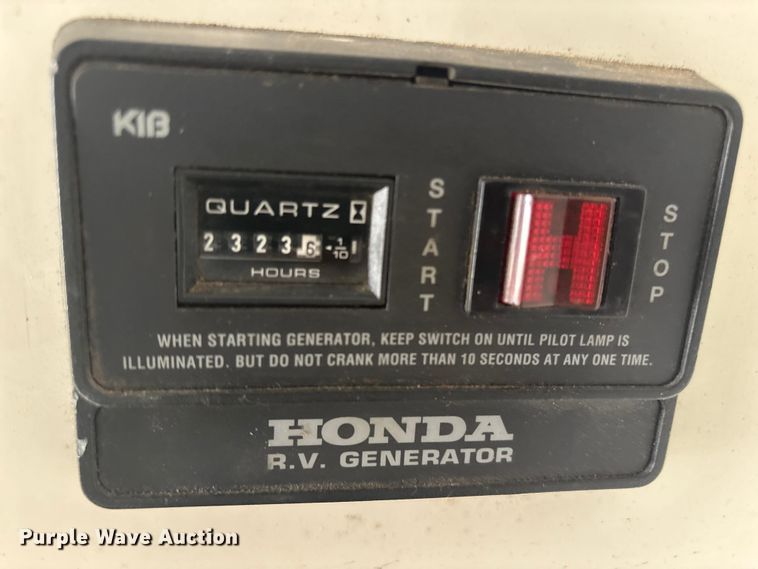 KIB
QUARTZ
2 3 2 3 .6 1/10
HOURS
START
STOP
WHEN STARTING GENERATOR, KEEP SWITCH ON UNTIL PILOT LAMP IS
ILLUMINATED. BUT DO NOT CRANK MORE THAN 10 SECONDS AT ANY ONE TIME.
HONDA
R.V. GENERATOR
Purple Wave Auction